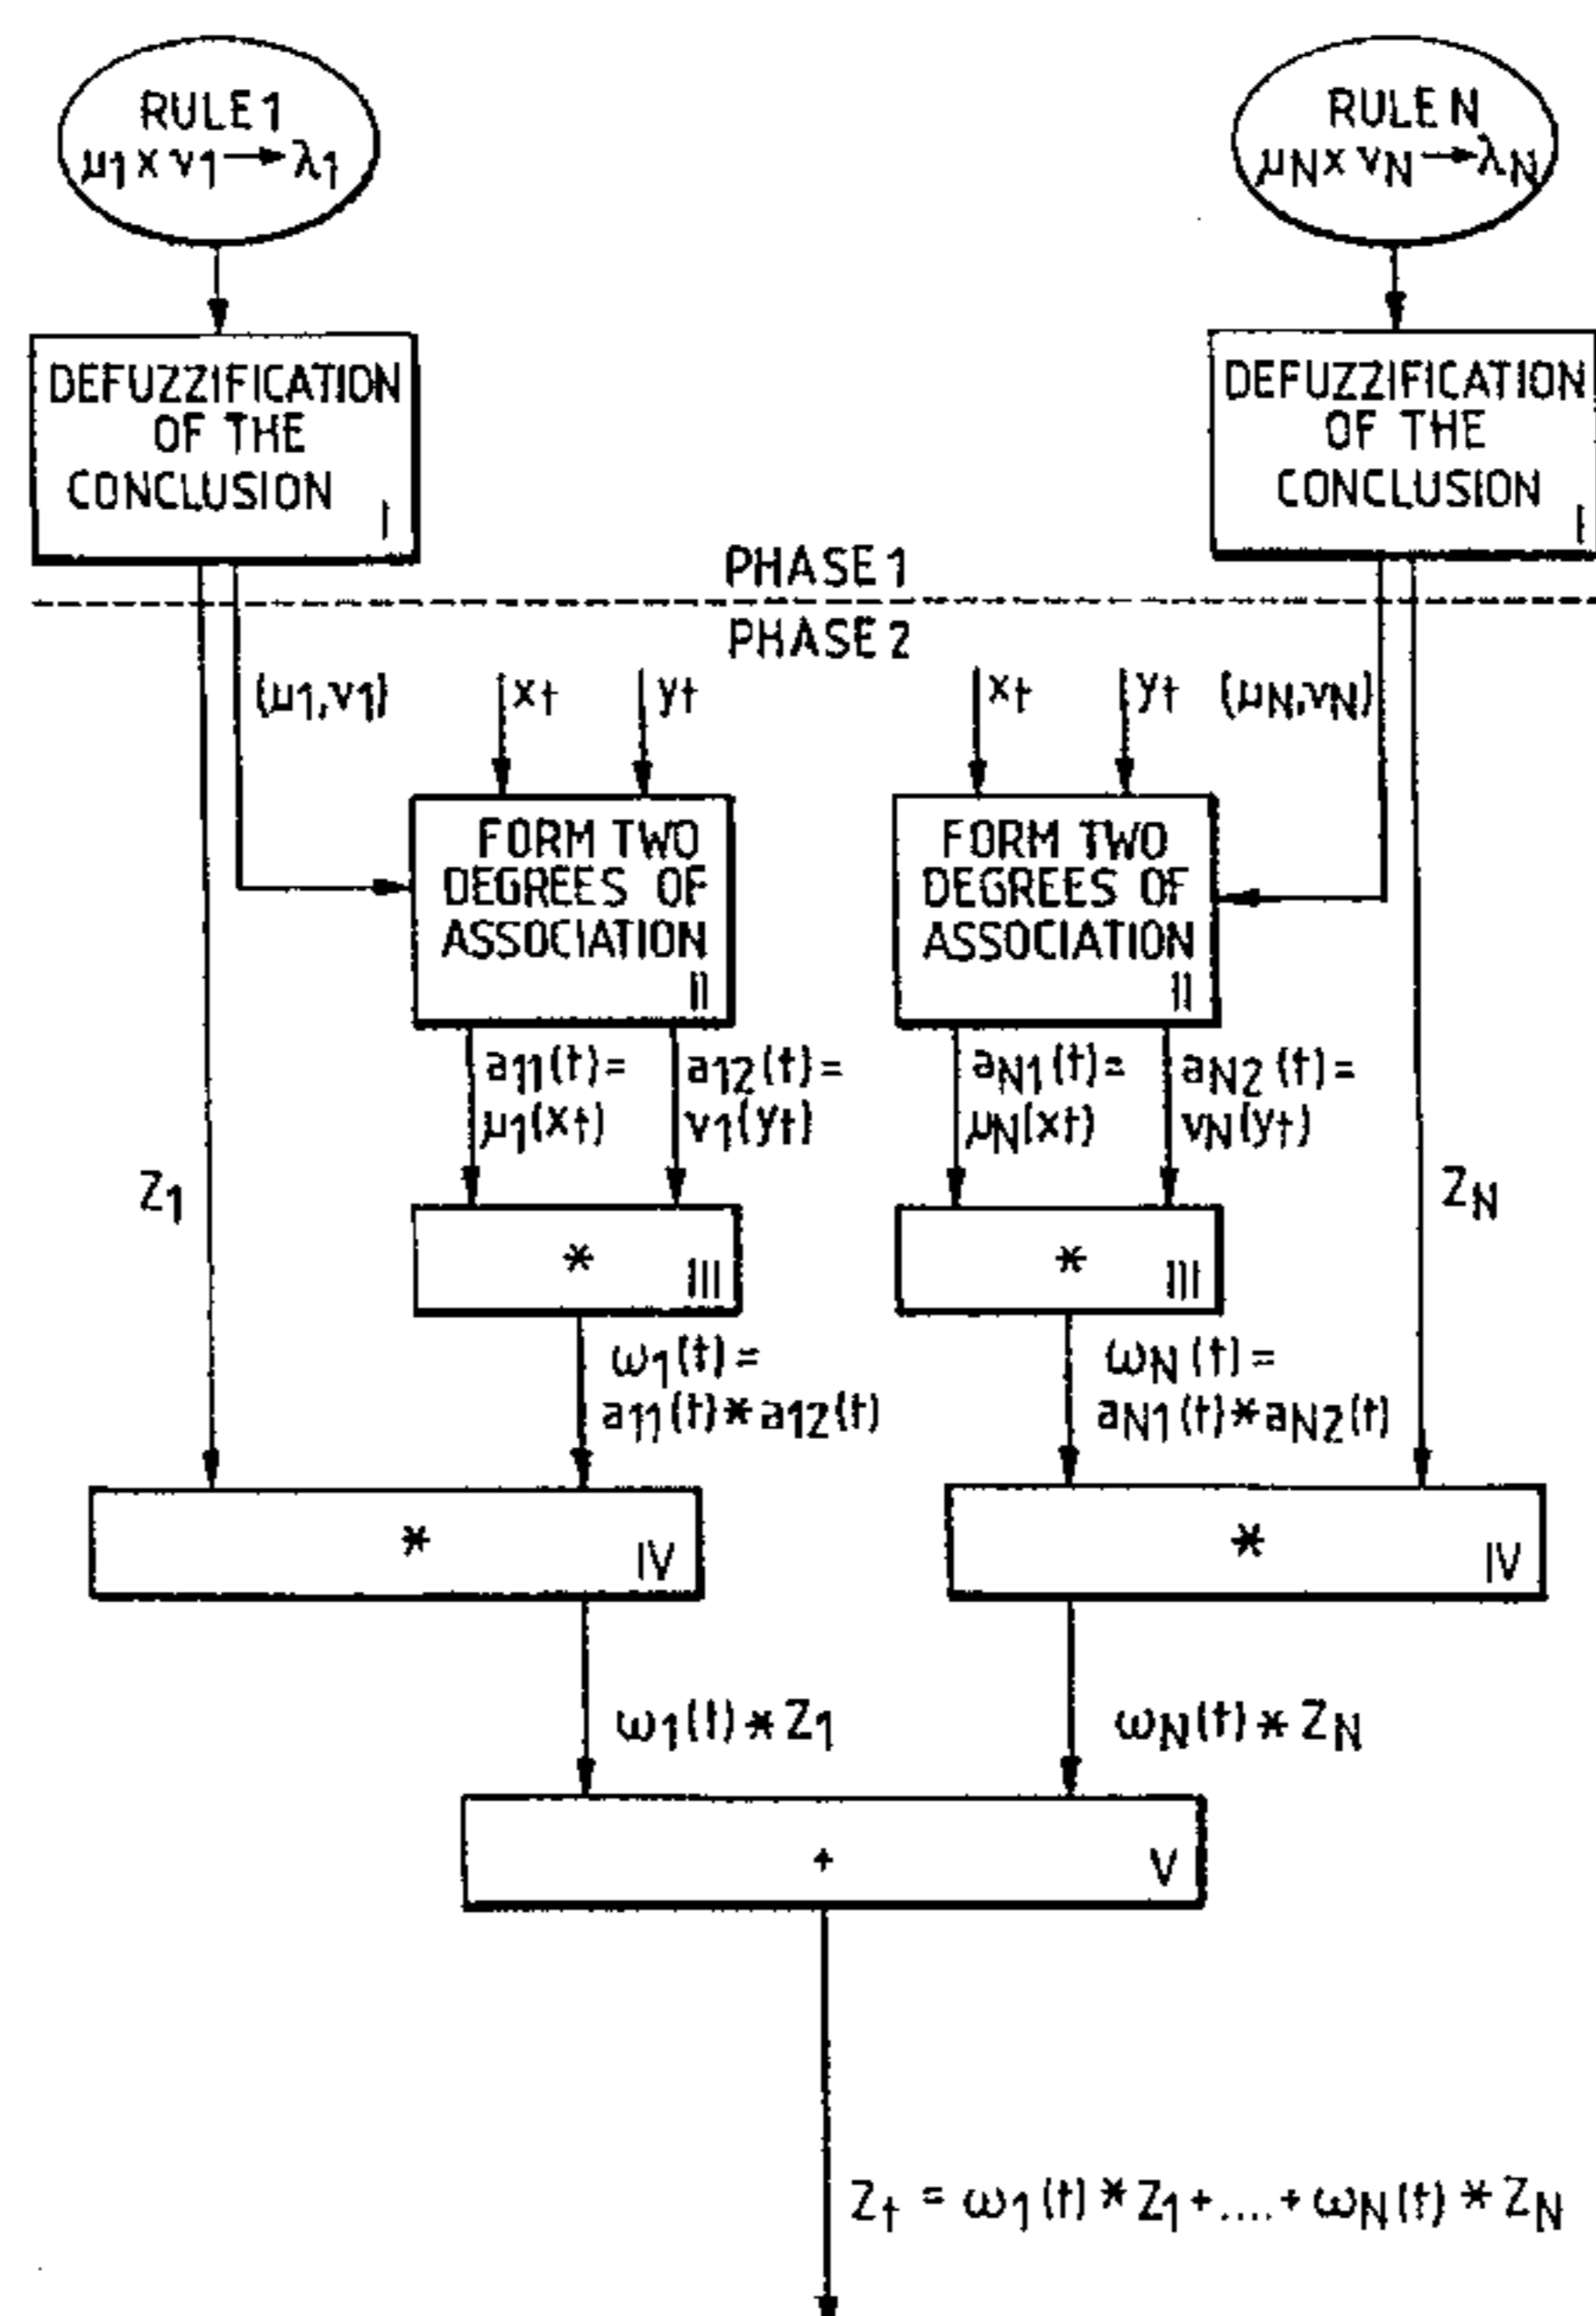 RULE 1
μ1 x ν1 → λ1
RULE N
μN x νN → λN
DEFUZZIFICATION
OF THE
CONCLUSION
I
DEFUZZIFICATION
OF THE
CONCLUSION
I
PHASE 1
PHASE 2
(μ1,ν1)
xt
yt
xt
yt
(μN,νN)
FORM TWO
DEGREES OF
ASSOCIATION
II
FORM TWO
DEGREES OF
ASSOCIATION
II
a11(t)=
μ1(xt)
a12(t)=
ν1(yt)
aN1(t)=
μN(xt)
aN2(t)=
νN(yt)
Z1
ZN
* III
* III
ω1(t)=
a11(t)*a12(t)
ωN(t)=
aN1(t)*aN2(t)
* IV
* IV
ω1(t)*Z1
ωN(t)*ZN
+ V
Zt = ω1(t)*Z1+....+ωN(t)*ZN